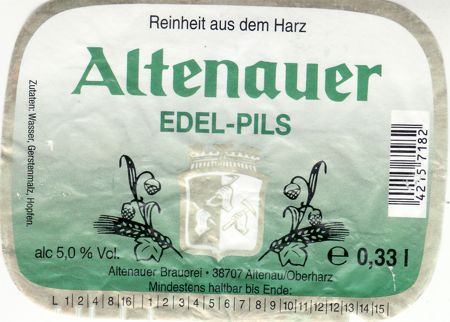 Reinheit aus dem Harz
Altenauer
EDEL-PILS
Zutaten: Wasser, Gerstenmalz, Hopfen.
42157182
alc 5,0 % Vol.
e 0,33 l
Altenauer Brauerei • 38707 Altenau/Oberharz
Mindestens haltbar bis Ende:
L 1 2 4 8 16 1 2 3 4 5 6 7 8 9 10 11 12 12 13 14 15